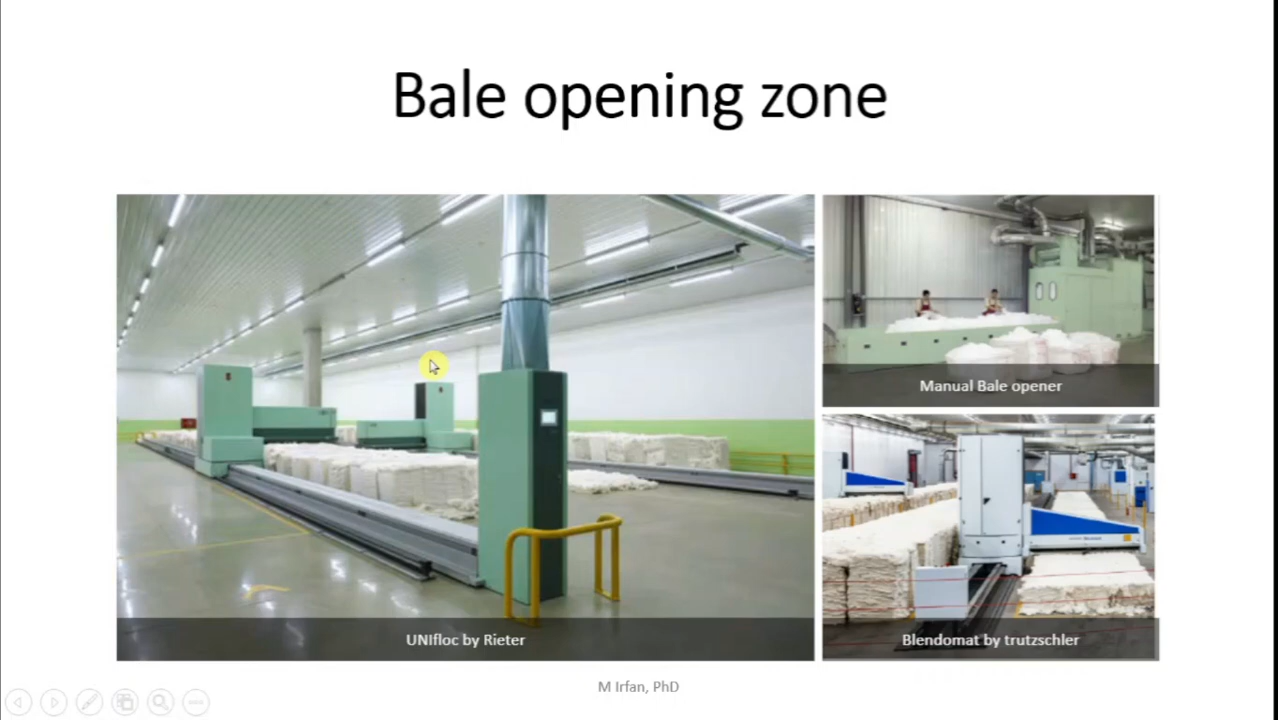 Bale opening zone
Manual Bale opener
UNIfloc by Rieter
Blendomat by trutzschler
M Irfan, PhD